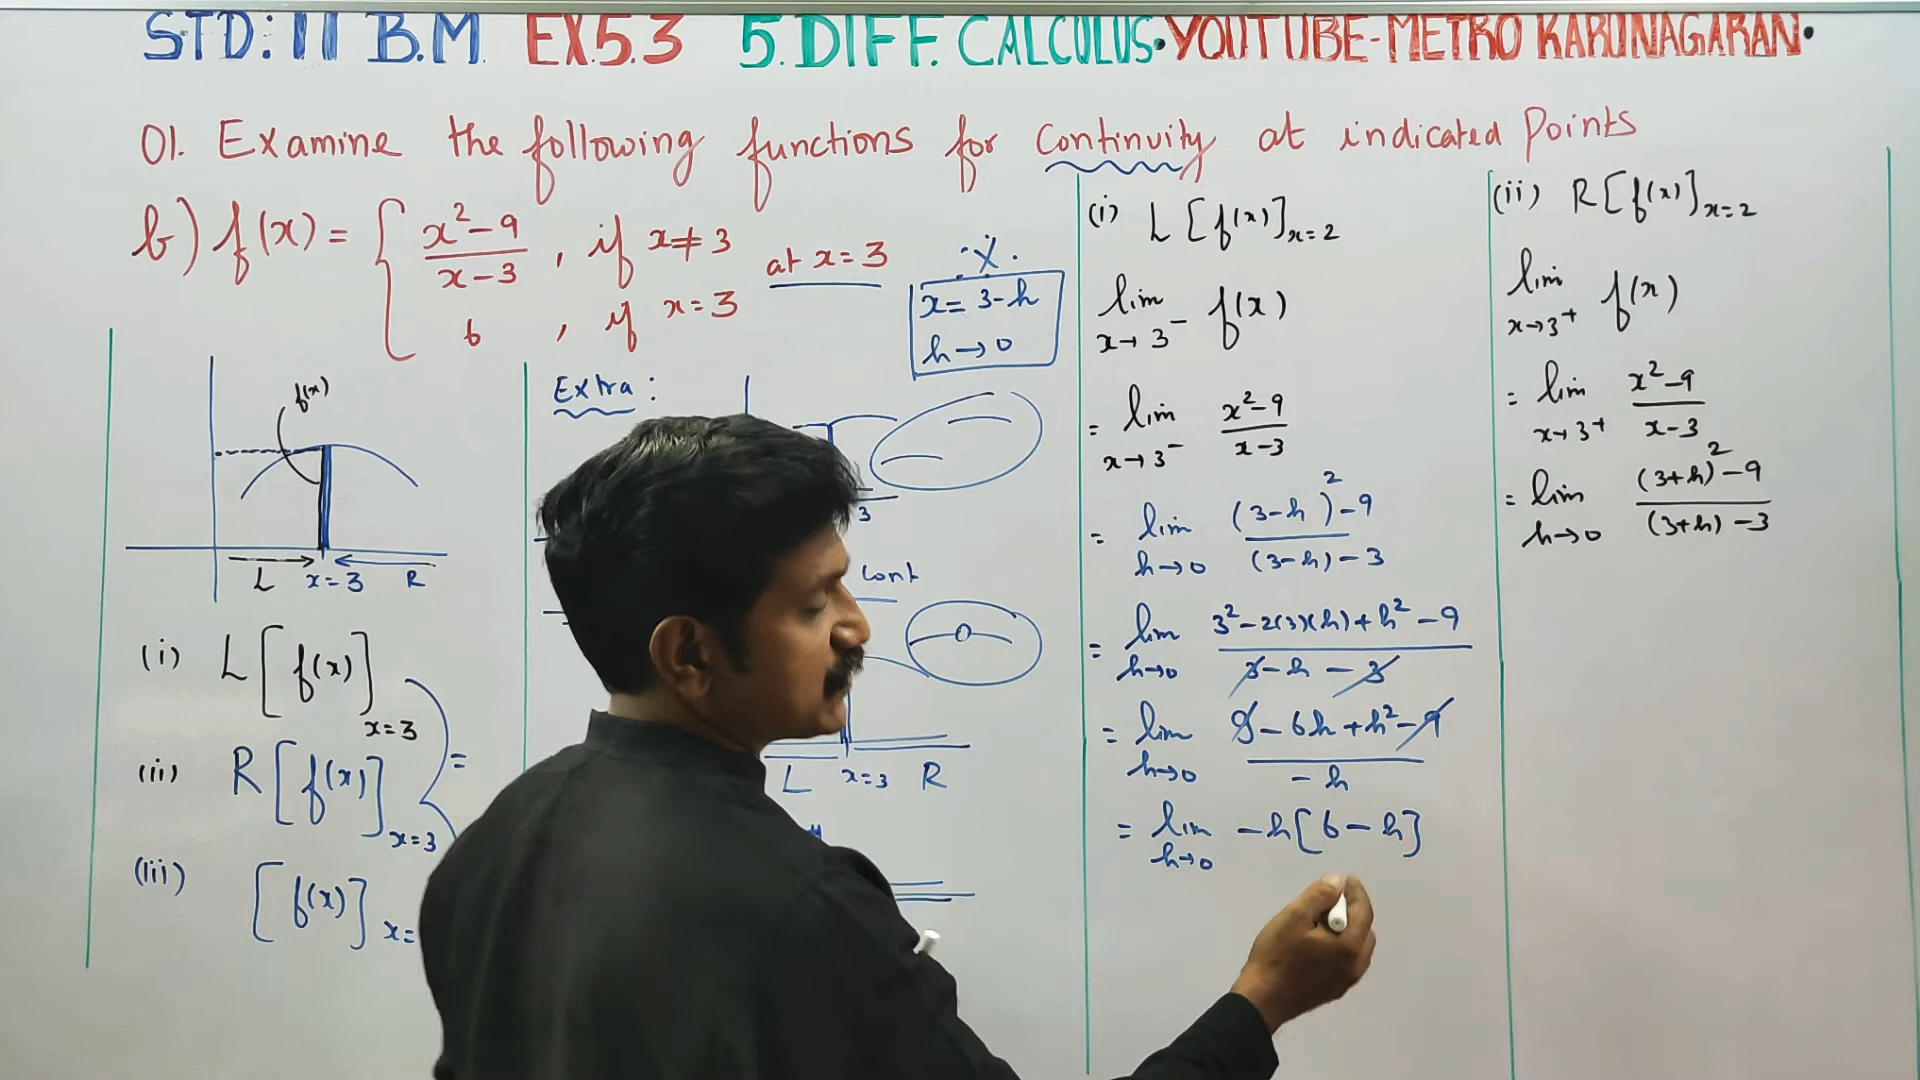 STD: 11 B.M. EX.5.3 5. DIFF. CALCULUS. YOUTUBE-METRO KARUNAGARAN.
01. Examine the following functions for continuity at indicated Points
b) f(x) = { x²-9 / x-3 , if x≠3
6 , if x=3
at x=3
x = 3-h
h→0
f(x)
L x=3 R
(i) L[f(x)] x=3
(ii) R[f(x)] x=3
=
(iii) [f(x)] x=
Extra:
3
Cont
L x=3 R
(i) L[f(x)] x=2
lim x→3⁻ f(x)
= lim x→3⁻ x²-9 / x-3
= lim h→0 (3-h)²-9 / (3-h)-3
= lim h→0 3²-2(3)(h)+h²-9 / 3-h-3
= lim h→0 9-6h+h²-9 / -h
= lim h→0 -h[6-h]
(ii) R[f(x)] x=2
lim x→3⁺ f(x)
= lim x→3⁺ x²-9 / x-3
= lim h→0 (3+h)²-9 / (3+h)-3